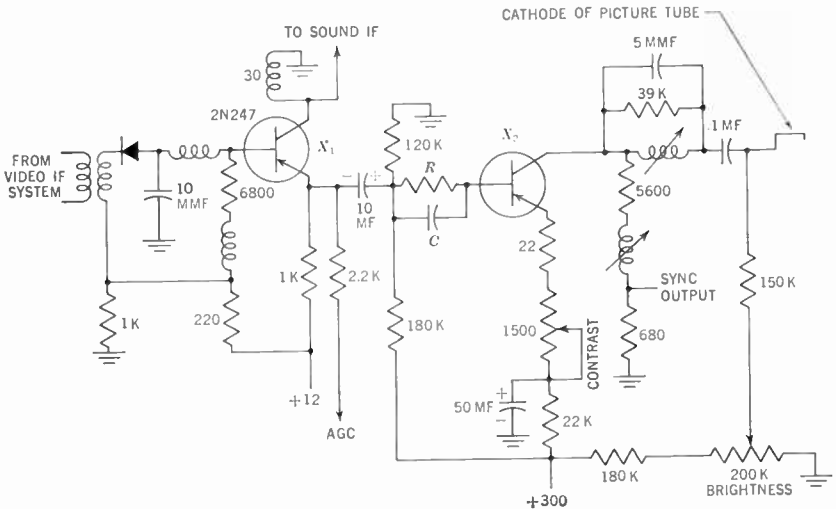 CATHODE OF PICTURE TUBE
TO SOUND IF
5 MMF
30
39 K
2N247
X₁
120 K
X₂
.1 MF
FROM
VIDEO IF
SYSTEM
R
10
MMF
6800
5600
10
MF
C
22
1 K
2.2 K
SYNC
OUTPUT
150 K
1 K
220
180 K
1500
CONTRAST
680
+12
50 MF
22 K
AGC
+300
180 K
200 K
BRIGHTNESS